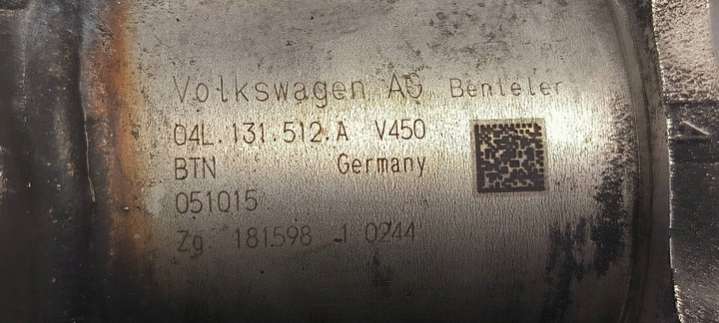 Volkswagen AG Benteler
04L.131.512.A V450
BTN Germany
051015
Zg. 181598 1 0244